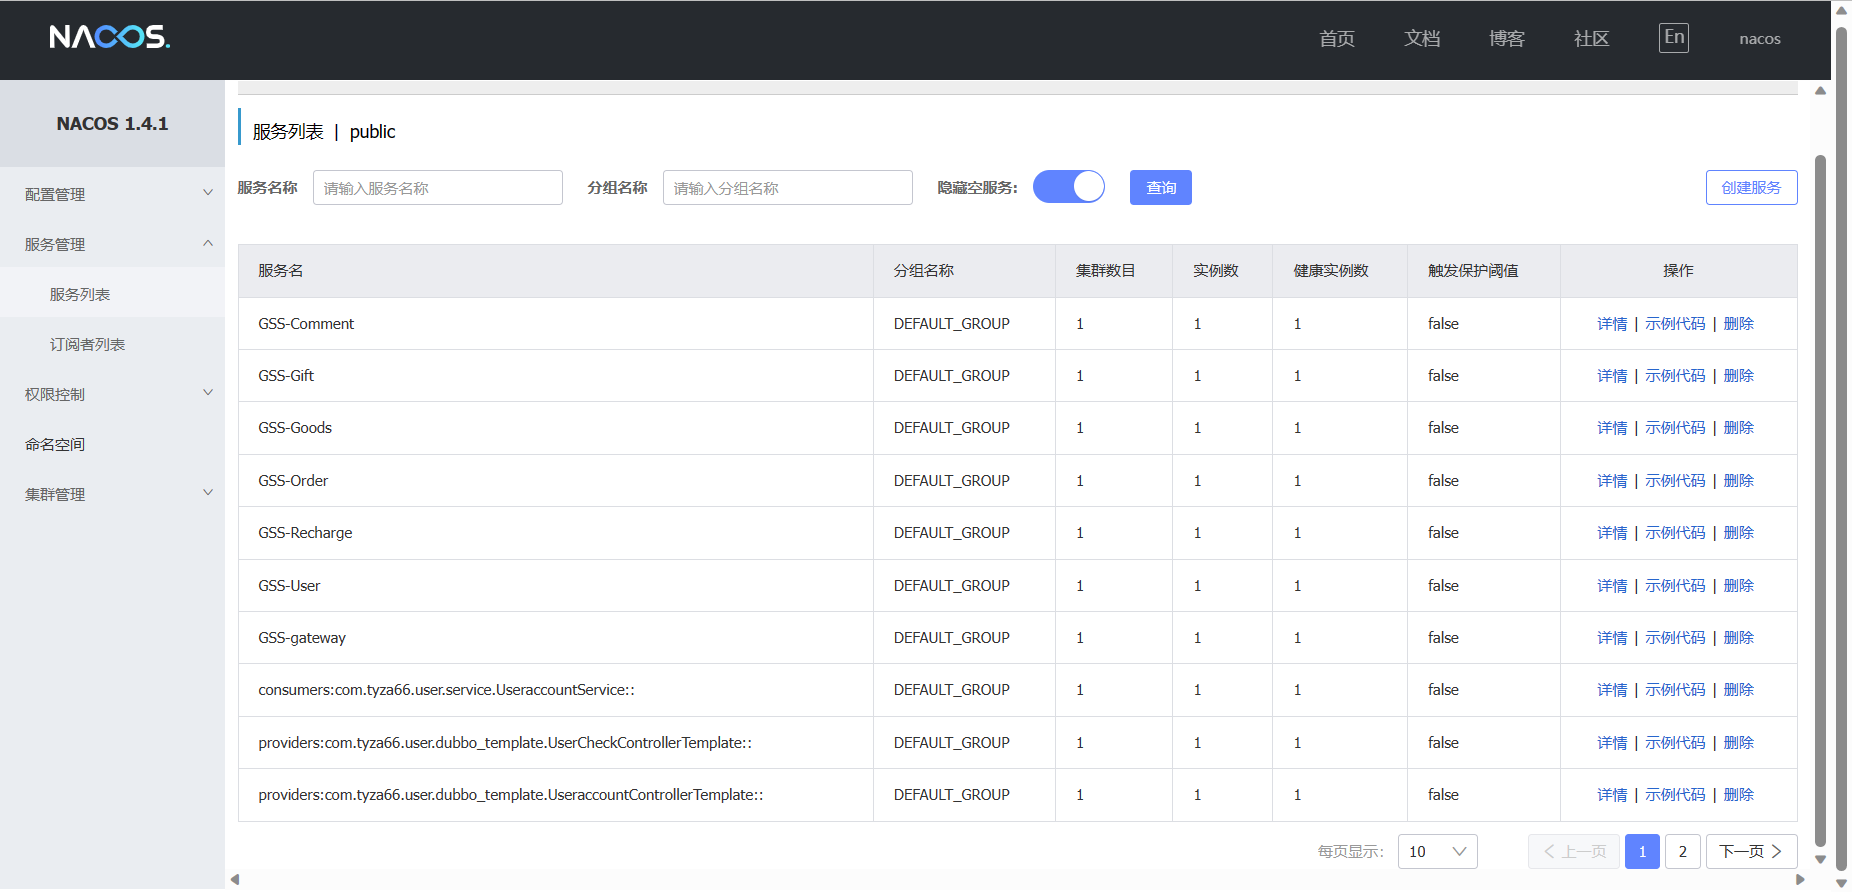 NACOS. 首页 文档 博客 社区 En nacos
NACOS 1.4.1
配置管理
服务管理
服务列表
订阅者列表
权限控制
命名空间
集群管理
服务列表 | public
服务名称 请输入服务名称 分组名称 请输入分组名称 隐藏空服务: 查询 创建服务
服务名 分组名称 集群数目 实例数 健康实例数 触发保护阈值 操作
GSS-Comment DEFAULT_GROUP 1 1 1 false 详情 | 示例代码 | 删除
GSS-Gift DEFAULT_GROUP 1 1 1 false 详情 | 示例代码 | 删除
GSS-Goods DEFAULT_GROUP 1 1 1 false 详情 | 示例代码 | 删除
GSS-Order DEFAULT_GROUP 1 1 1 false 详情 | 示例代码 | 删除
GSS-Recharge DEFAULT_GROUP 1 1 1 false 详情 | 示例代码 | 删除
GSS-User DEFAULT_GROUP 1 1 1 false 详情 | 示例代码 | 删除
GSS-gateway DEFAULT_GROUP 1 1 1 false 详情 | 示例代码 | 删除
consumers:com.tyza66.user.service.UseraccountService:: DEFAULT_GROUP 1 1 1 false 详情 | 示例代码 | 删除
providers:com.tyza66.user.dubbo_template.UserCheckControllerTemplate:: DEFAULT_GROUP 1 1 1 false 详情 | 示例代码 | 删除
providers:com.tyza66.user.dubbo_template.UseraccountControllerTemplate:: DEFAULT_GROUP 1 1 1 false 详情 | 示例代码 | 删除
每页显示: 10 上一页 1 2 下一页